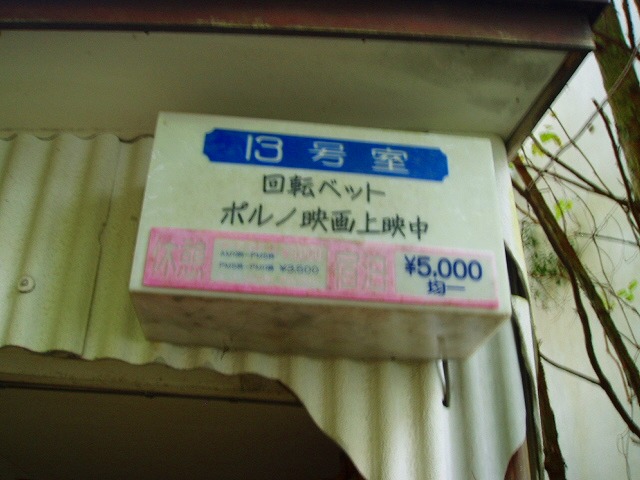 13号室
回転ベット
ポルノ映画上映中
休憩
¥3,500
宿泊
¥5,000
均一